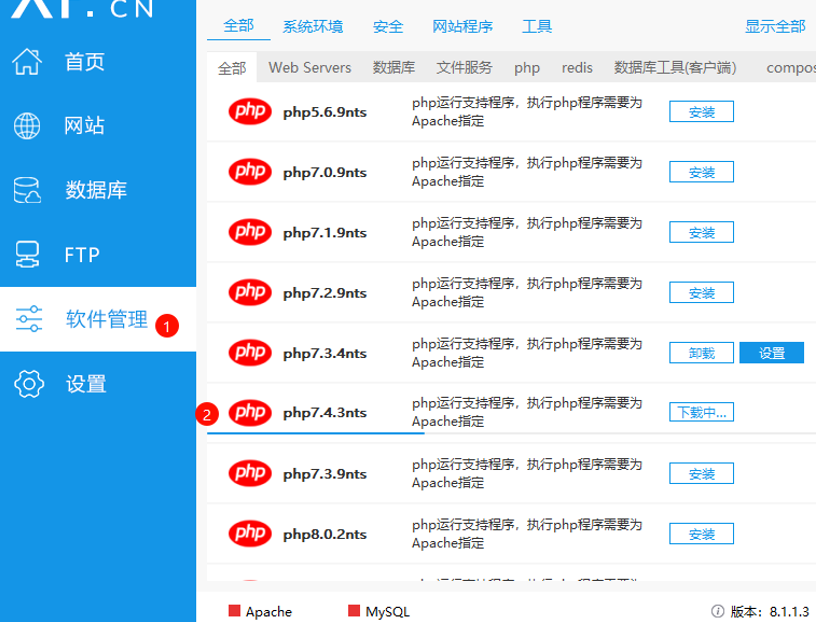 .CN
首页
网站
数据库
FTP
软件管理 1
设置
全部 系统环境 安全 网站程序 工具 显示全部
全部 Web Servers 数据库 文件服务 php redis 数据库工具(客户端) compos
php php5.6.9nts php运行支持程序，执行php程序需要为 安装
Apache指定
php php7.0.9nts php运行支持程序，执行php程序需要为 安装
Apache指定
php php7.1.9nts php运行支持程序，执行php程序需要为 安装
Apache指定
php php7.2.9nts php运行支持程序，执行php程序需要为 安装
Apache指定
php php7.3.4nts php运行支持程序，执行php程序需要为 卸载 设置
Apache指定
2 php php7.4.3nts php运行支持程序，执行php程序需要为 下载中...
Apache指定
php php7.3.9nts php运行支持程序，执行php程序需要为 安装
Apache指定
php php8.0.2nts php运行支持程序，执行php程序需要为 安装
Apache指定
Apache MySQL 版本：8.1.1.3